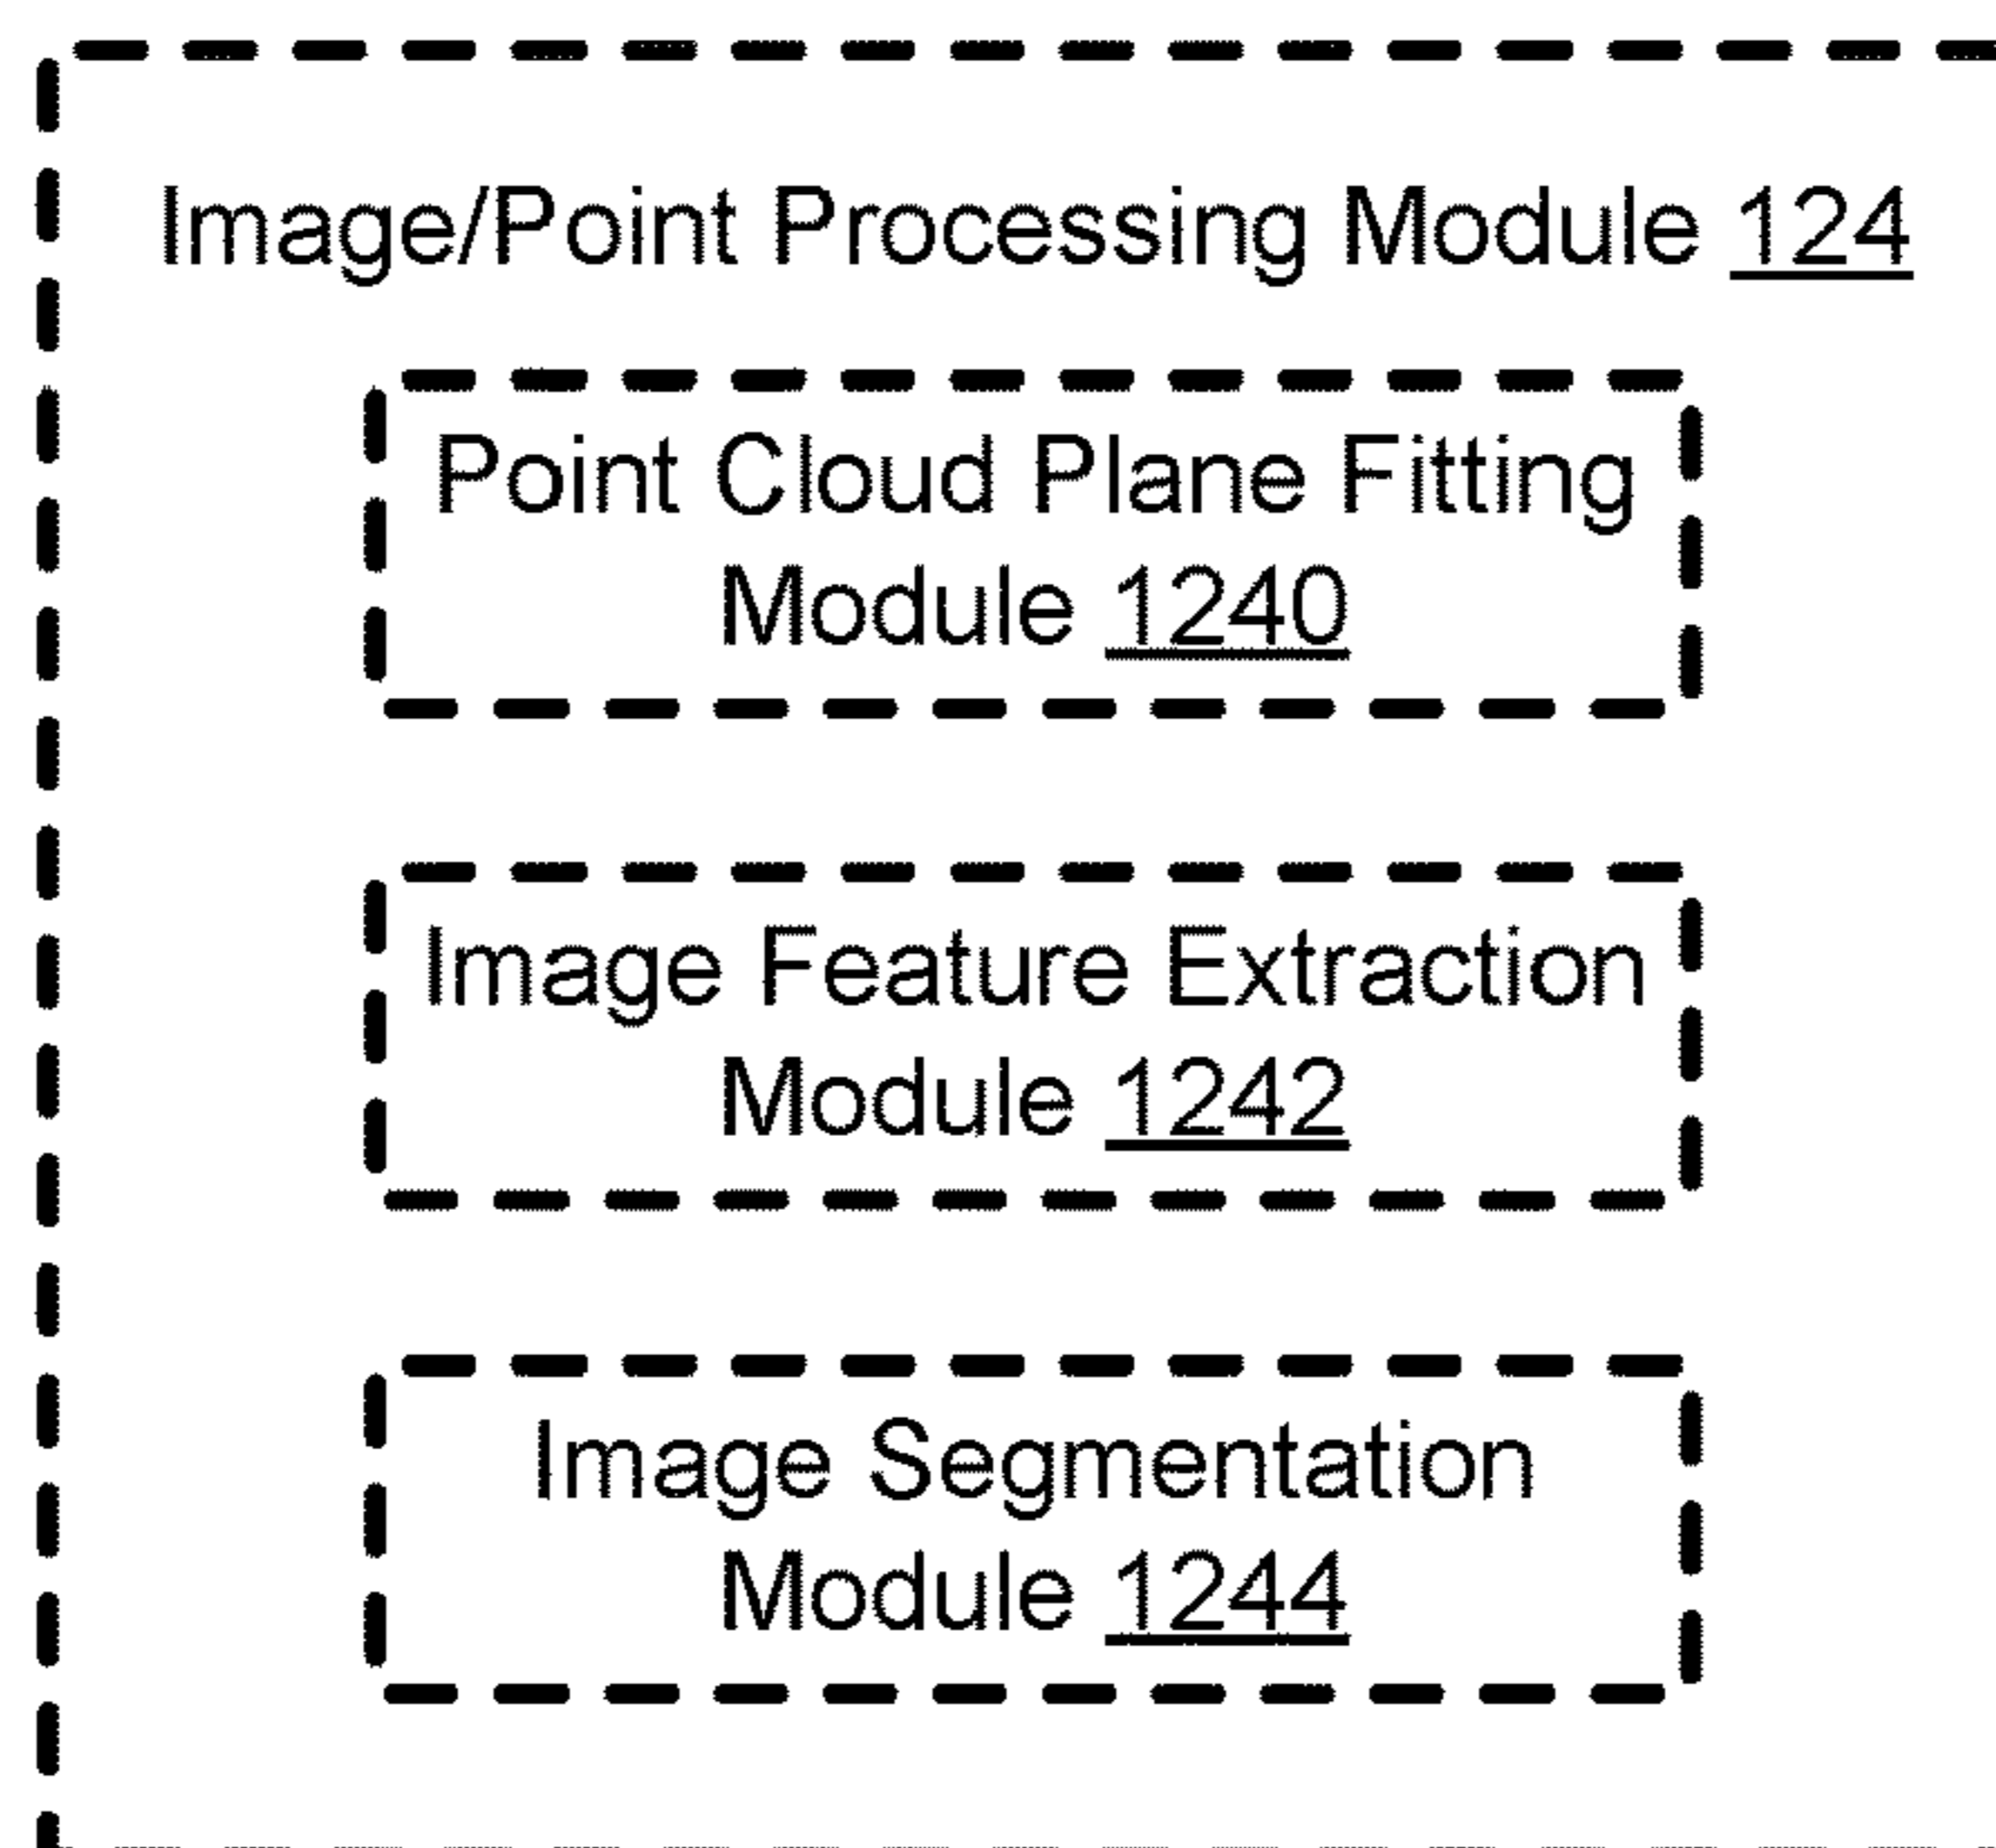 Image/Point Processing Module 124
Point Cloud Plane Fitting
Module 1240
Image Feature Extraction
Module 1242
Image Segmentation
Module 1244